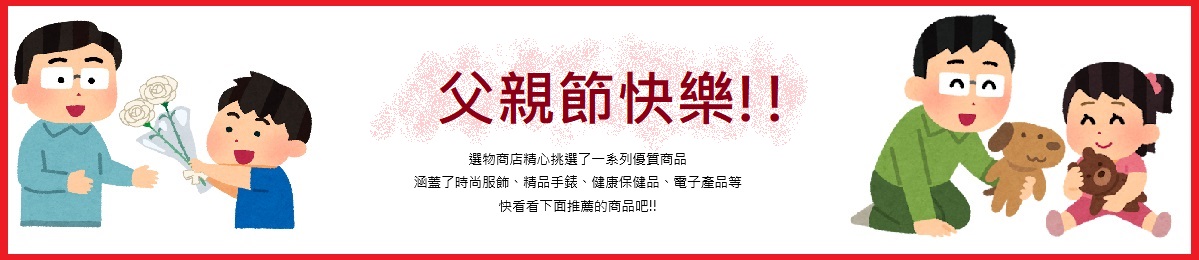 父親節快樂!!
選物商店精心挑選了一系列優質商品
涵蓋了時尚服飾、精品手錶、健康保健品、電子產品等
快看看下面推薦的商品吧!!